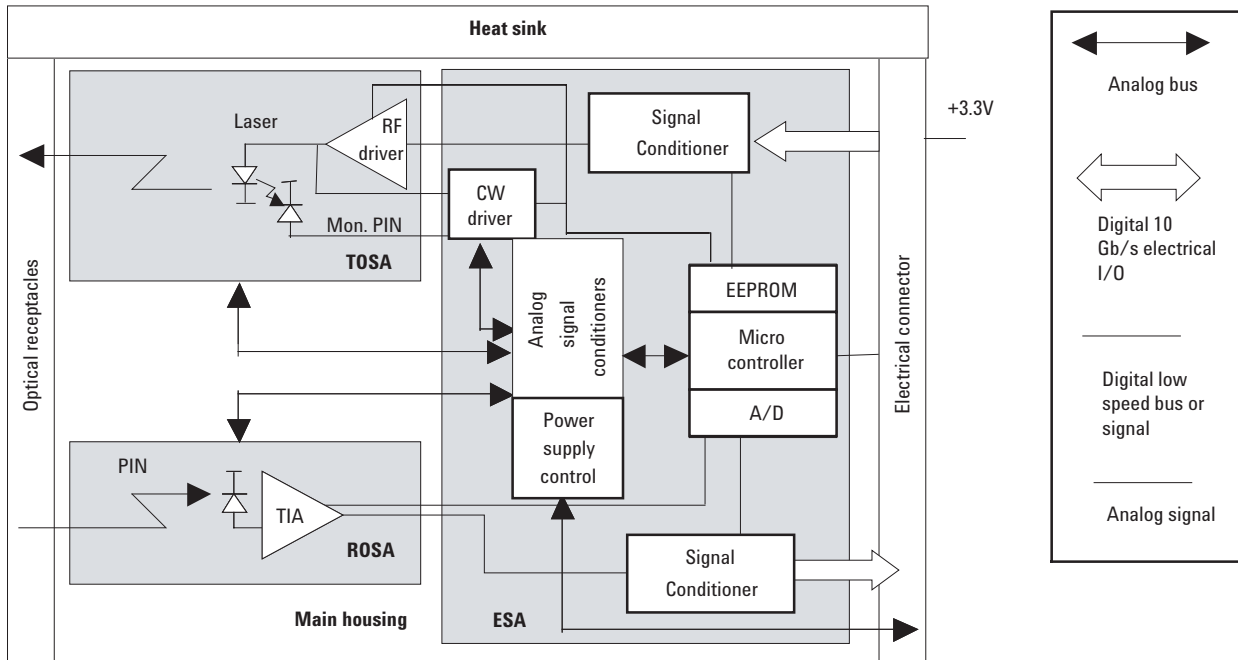 Heat sink
Optical receptacles
Laser
RF
driver
Mon. PIN
TOSA
CW
driver
Signal
Conditioner
Analog
signal
conditioners
EEPROM
Micro
controller
A/D
Power
supply
control
PIN
TIA
ROSA
Signal
Conditioner
Main housing
ESA
Electrical connector
+3.3V
Analog bus
Digital 10
Gb/s electrical
I/O
Digital low
speed bus or
signal
Analog signal